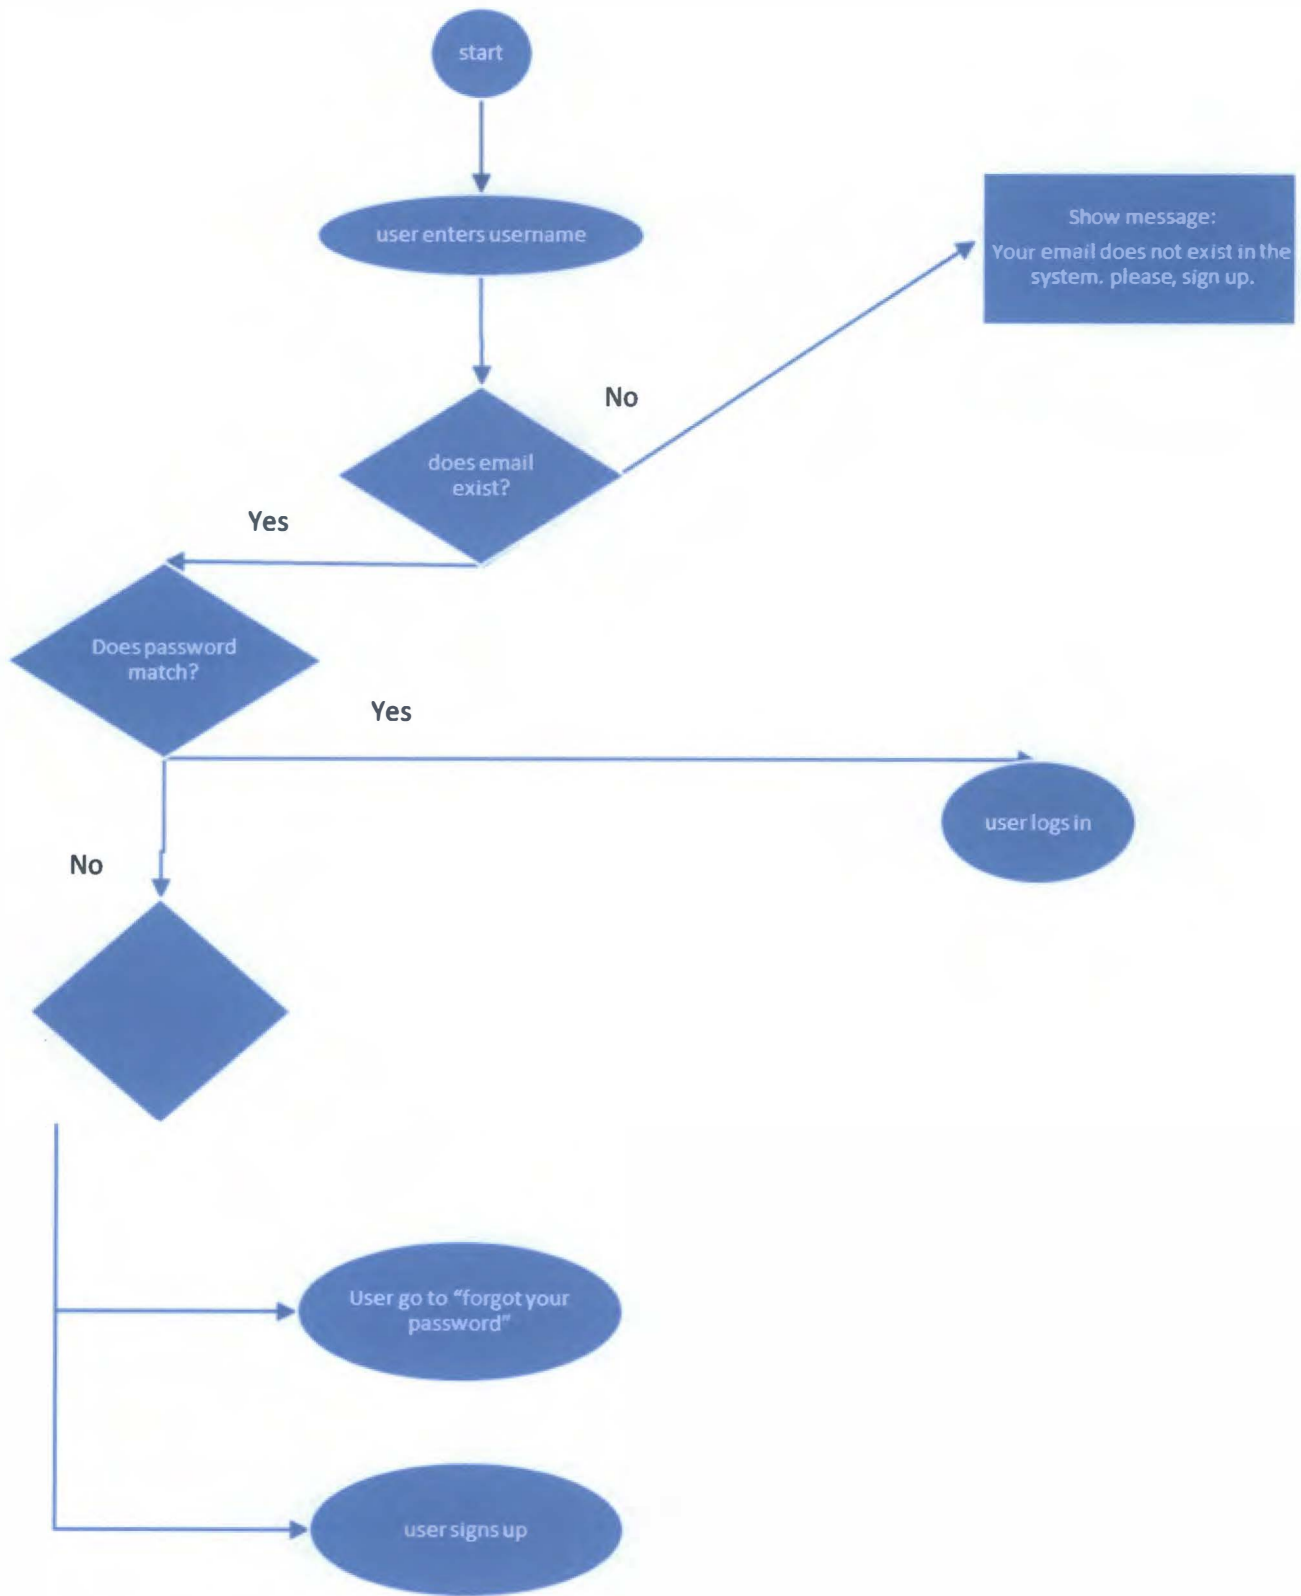 start
user enters username
Show message:
Your email does not exist in the
system. please, sign up.
No
does email
exist?
Yes
Does password
match?
Yes
user logs in
No
User go to “forgot your
password”
user signs up